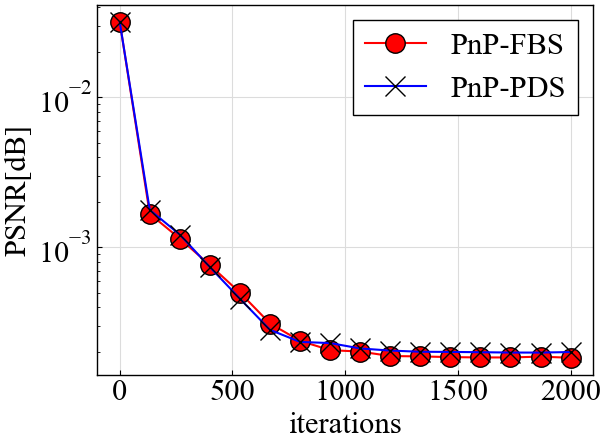 PnP-FBS
PnP-PDS
PSNR[dB]
10⁻²
10⁻³
0 500 1000 1500 2000
iterations